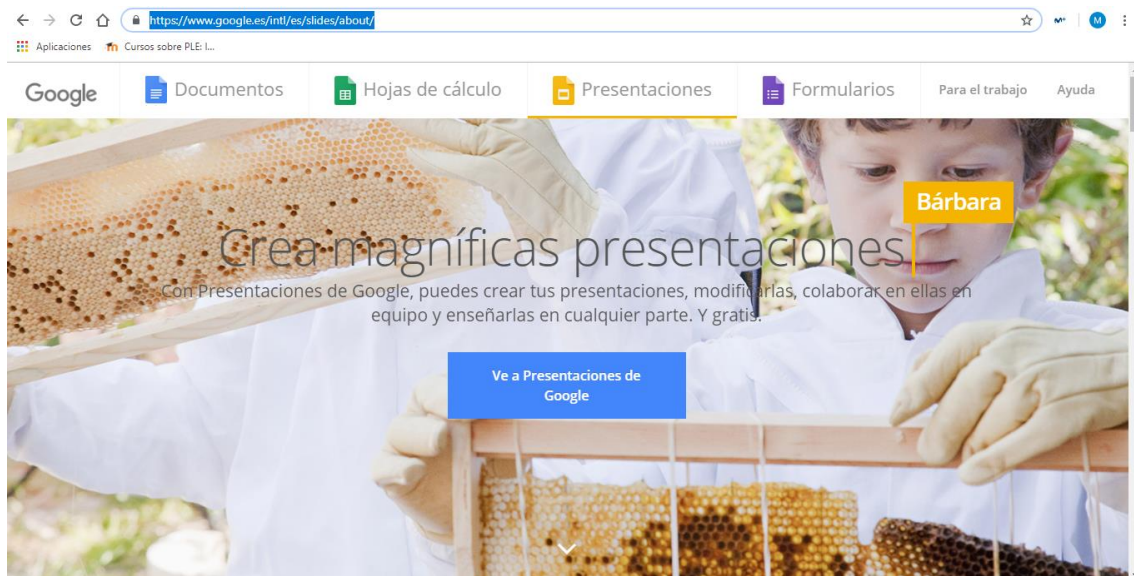 https://www.google.es/intl/es/slides/about/
M
Aplicaciones
Cursos sobre PLE: I...
Google
Documentos
Hojas de cálculo
Presentaciones
Formularios
Para el trabajo
Ayuda
Bárbara
Crea magníficas presentaciones
Con Presentaciones de Google, puedes crear tus presentaciones, modificarlas, colaborar en ellas en
equipo y enseñarlas en cualquier parte. Y gratis.
Ve a Presentaciones de
Google